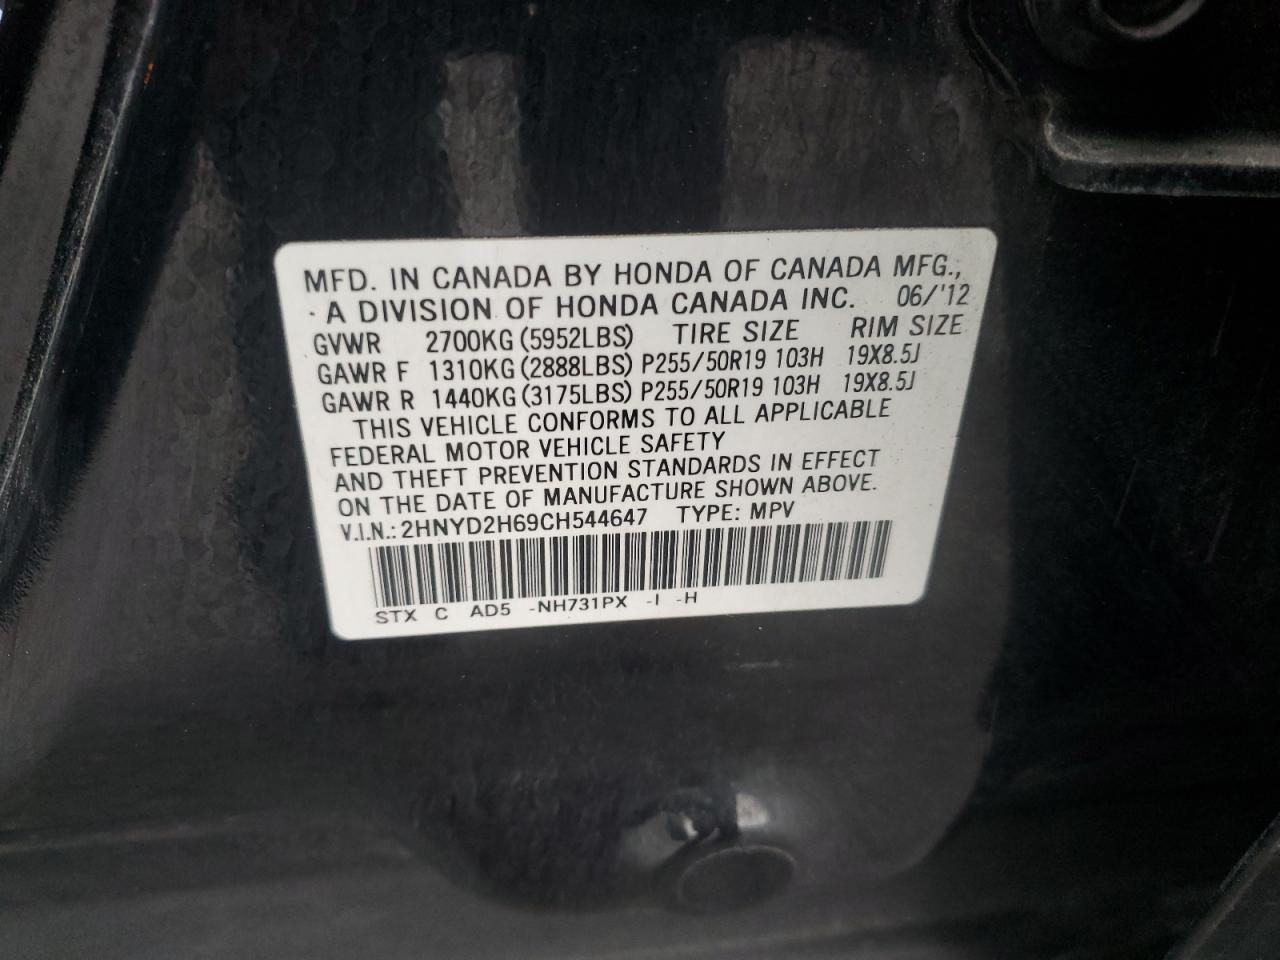 MFD. IN CANADA BY HONDA OF CANADA MFG.,
· A DIVISION OF HONDA CANADA INC. 06/'12
GVWR 2700KG (5952LBS) TIRE SIZE RIM SIZE
GAWR F 1310KG (2888LBS) P255/50R19 103H 19X8.5J
GAWR R 1440KG (3175LBS) P255/50R19 103H 19X8.5J
THIS VEHICLE CONFORMS TO ALL APPLICABLE
FEDERAL MOTOR VEHICLE SAFETY
AND THEFT PREVENTION STANDARDS IN EFFECT
ON THE DATE OF MANUFACTURE SHOWN ABOVE.
V.I.N.: 2HNYD2H69CH544647 TYPE: MPV
STX C AD5 -NH731PX -I -H